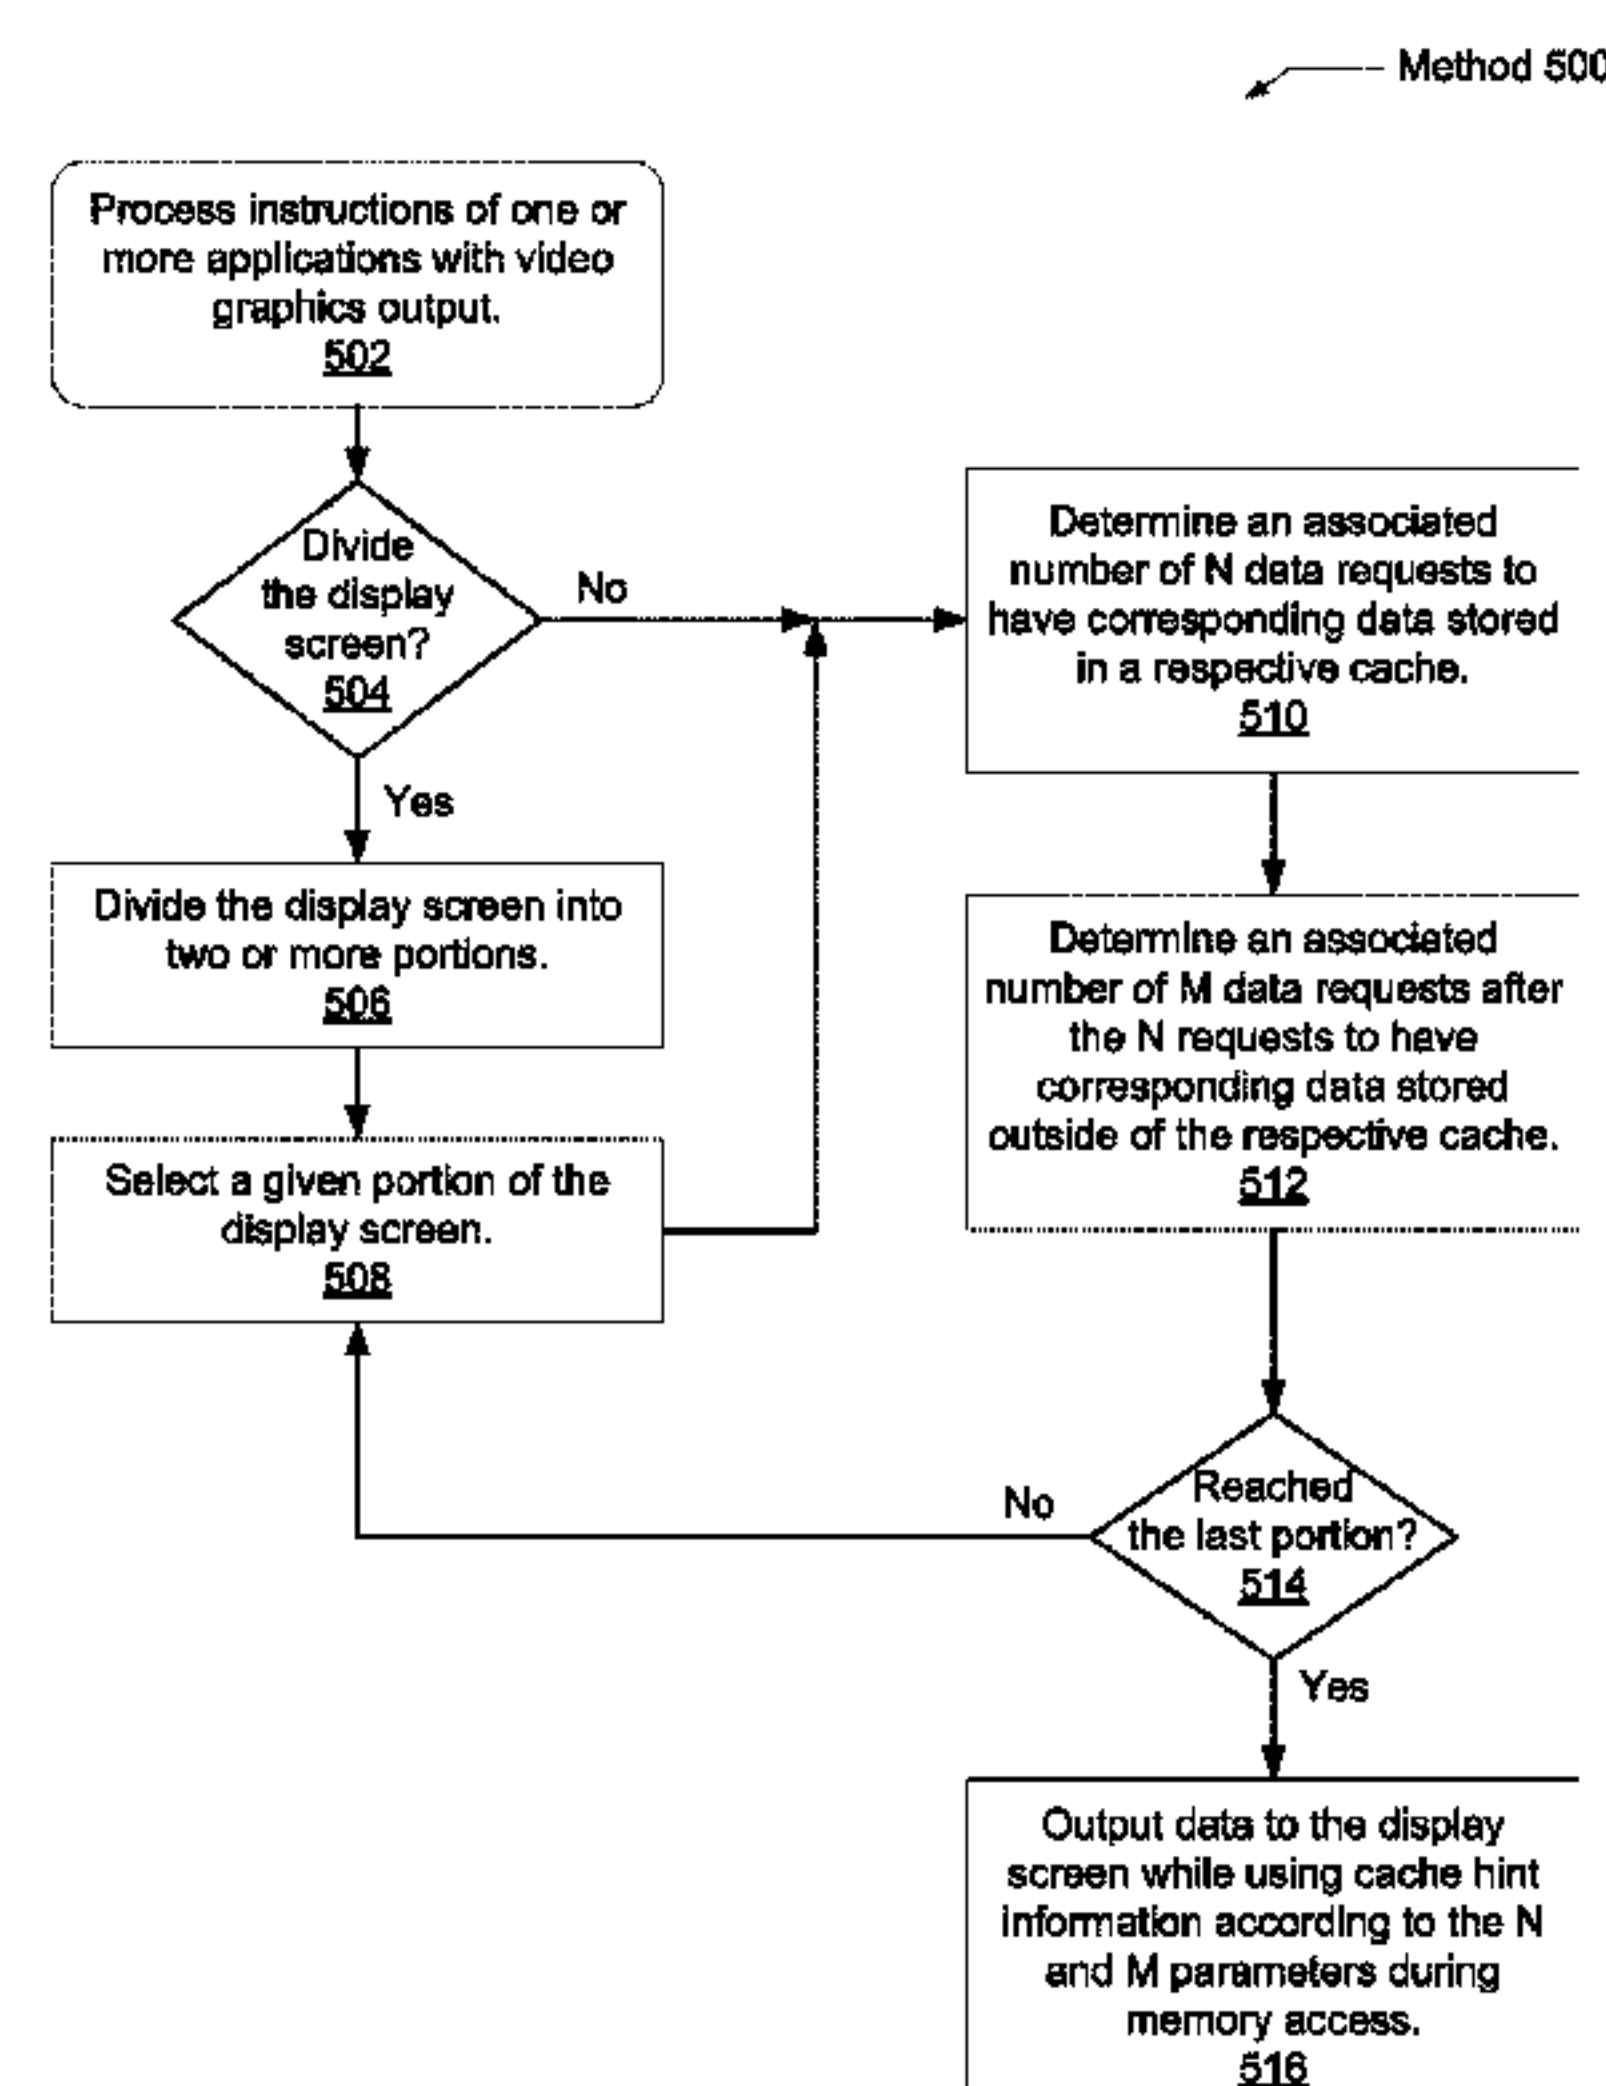 Method 500
Process instructions of one or
more applications with video
graphics output.
502
Divide
the display
screen?
504
No
Yes
Divide the display screen into
two or more portions.
506
Select a given portion of the
display screen.
508
Determine an associated
number of N data requests to
have corresponding data stored
in a respective cache.
510
Determine an associated
number of M data requests after
the N requests to have
corresponding data stored
outside of the respective cache.
512
Reached
the last portion?
514
No
Yes
Output data to the display
screen while using cache hint
information according to the N
and M parameters during
memory access.
516